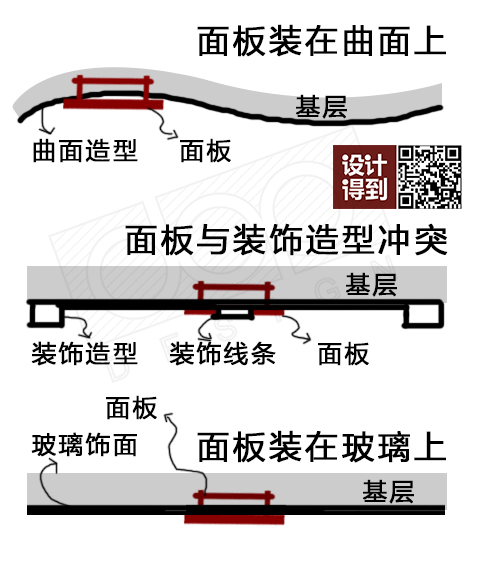 面板装在曲面上
基层
曲面造型
面板
设计
得到
面板与装饰造型冲突
基层
装饰造型
装饰线条
面板
DESIGN
面板
玻璃饰面
面板装在玻璃上
基层